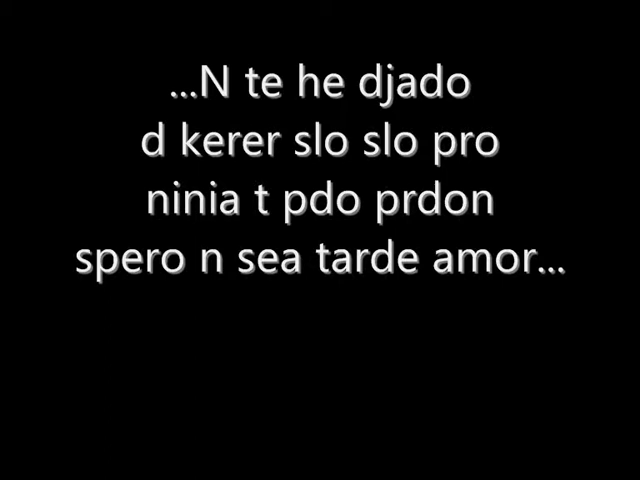 ...N te he djado
d kerer slo slo pro
ninia t pdo prdon
spero n sea tarde amor...